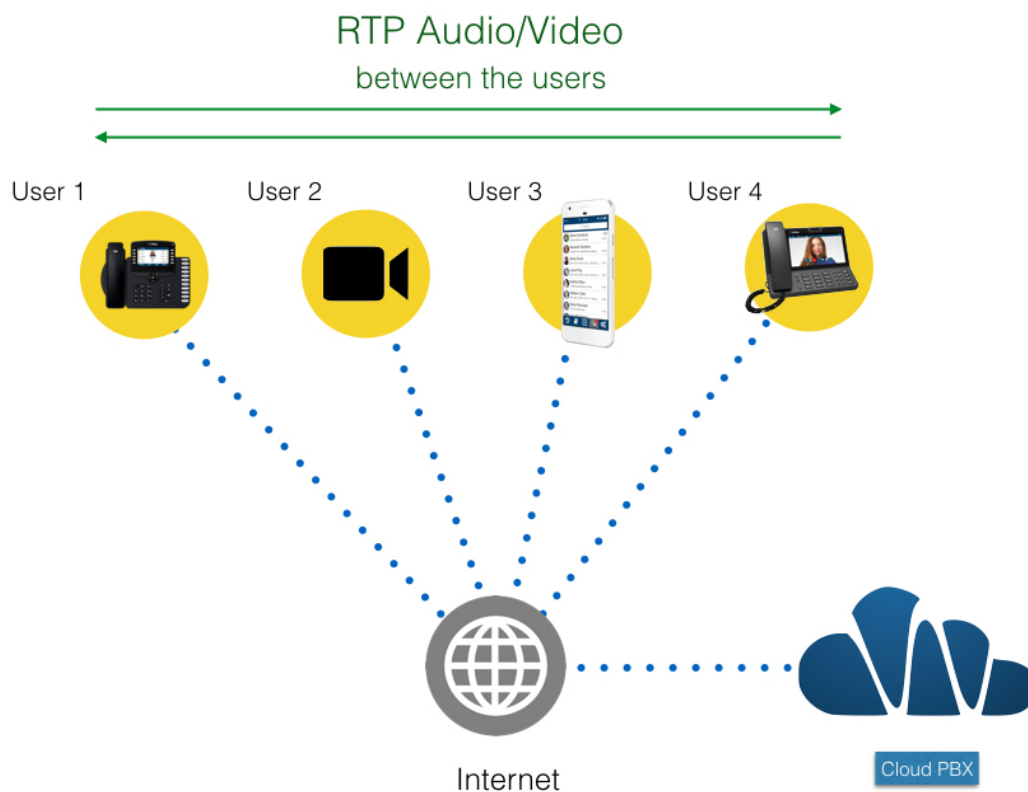 RTP Audio/Video
between the users
User 1
User 2
User 3
User 4
Internet
Cloud PBX